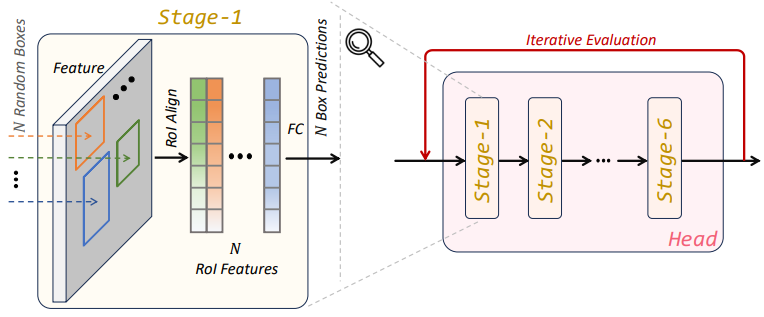 Stage-1
N Random Boxes
Feature
RoI Align
FC
N Box Predictions
N
RoI Features
Iterative Evaluation
Stage-1
Stage-2
Stage-6
Head